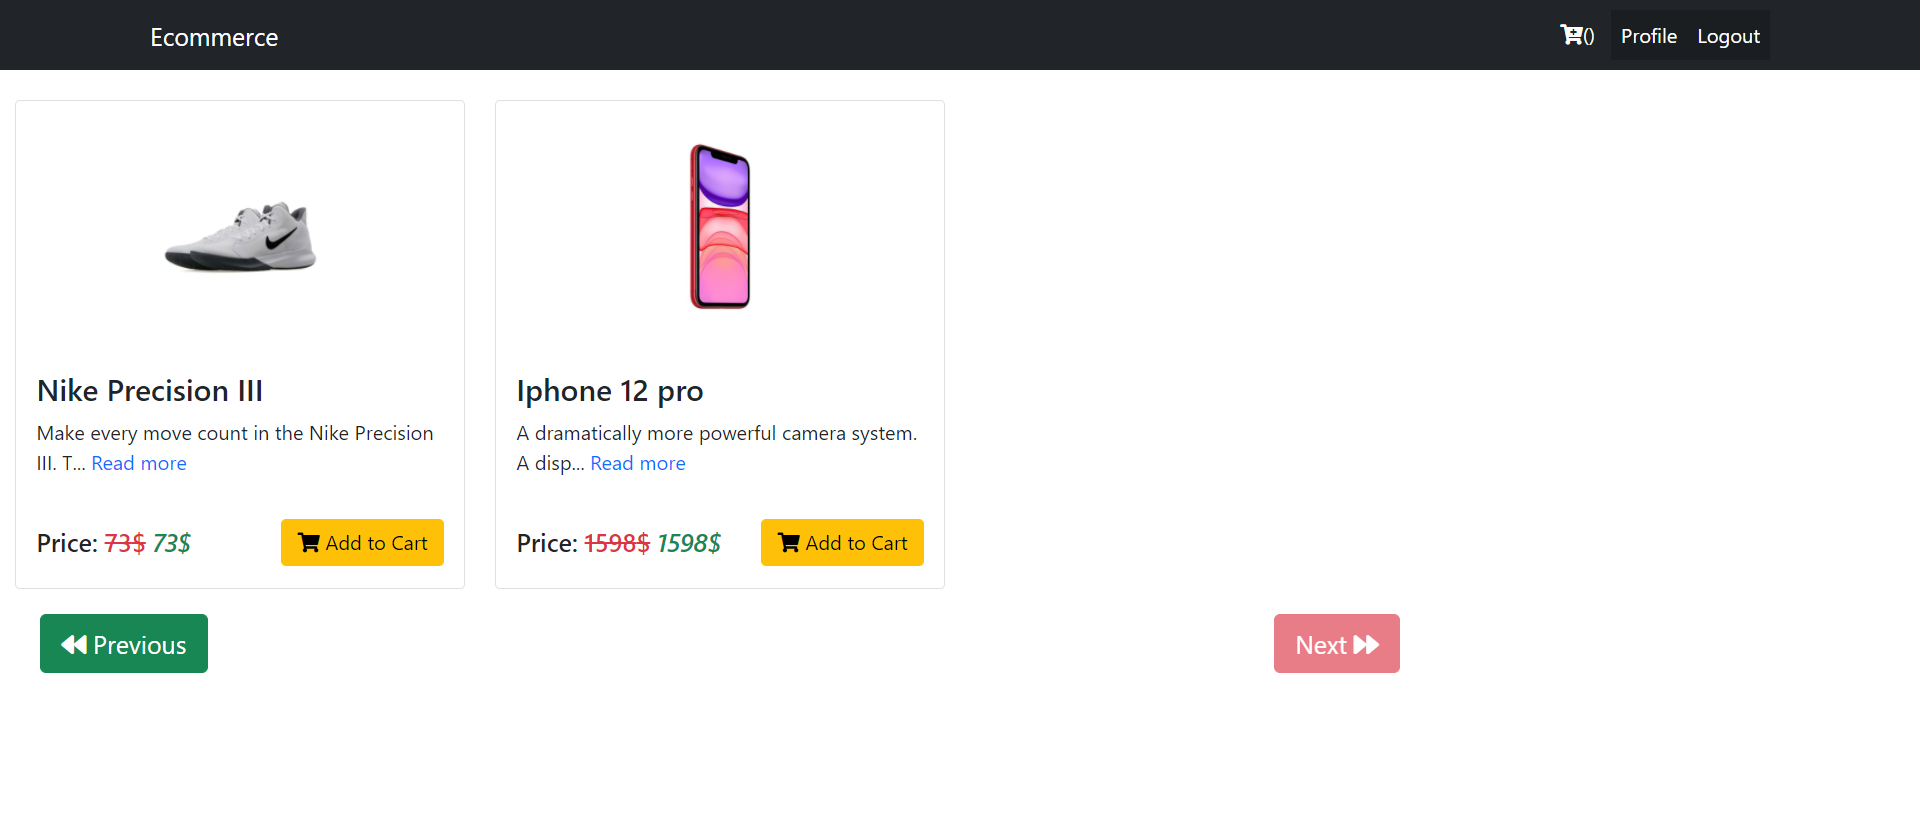 Ecommerce
() Profile Logout
Nike Precision III
Make every move count in the Nike Precision
III. T... Read more
Price: 73$ 73$ Add to Cart
Iphone 12 pro
A dramatically more powerful camera system.
A disp... Read more
Price: 1598$ 1598$ Add to Cart
Previous
Next